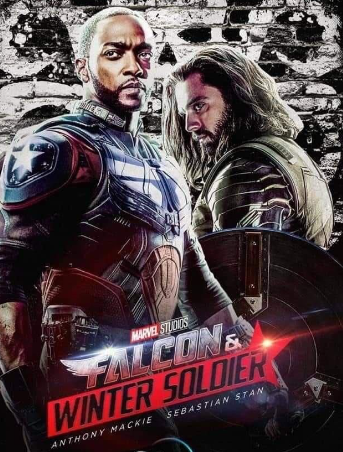 MARVEL STUDIOS
FALCON &
WINTER SOLDIER
ANTHONY MACKIE SEBASTIAN STAN